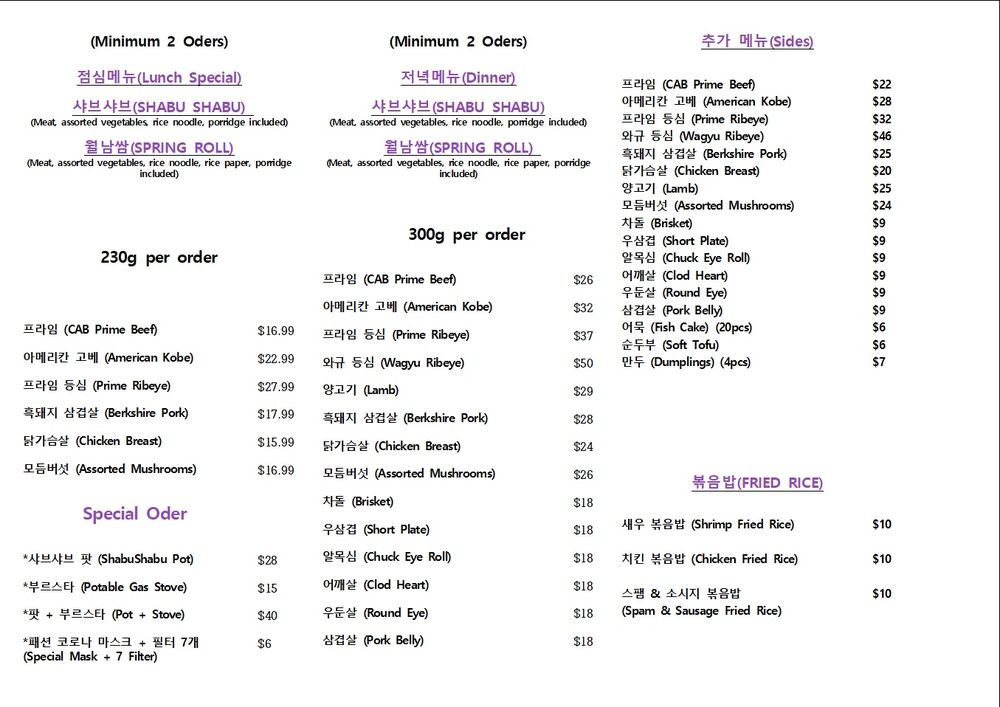 (Minimum 2 Oders)
점심메뉴(Lunch Special)
샤브샤브(SHABU SHABU)
(Meat, assorted vegetables, rice noodle, porridge included)
월남쌈(SPRING ROLL)
(Meat, assorted vegetables, rice noodle, rice paper, porridge
included)
230g per order
프라임 (CAB Prime Beef) $16.99
아메리칸 고베 (American Kobe) $22.99
프라임 등심 (Prime Ribeye) $27.99
흑돼지 삼겹살 (Berkshire Pork) $17.99
닭가슴살 (Chicken Breast) $15.99
모듬버섯 (Assorted Mushrooms) $16.99
Special Oder
*샤브샤브 팟 (ShabuShabu Pot) $28
*부르스타 (Potable Gas Stove) $15
*팟 + 부르스타 (Pot + Stove) $40
*패션 코로나 마스크 + 필터 7개 $6
(Special Mask + 7 Filter)
(Minimum 2 Oders)
저녁메뉴(Dinner)
샤브샤브(SHABU SHABU)
(Meat, assorted vegetables, rice noodle, porridge included)
월남쌈(SPRING ROLL)
(Meat, assorted vegetables, rice noodle, rice paper, porridge
included)
300g per order
프라임 (CAB Prime Beef) $26
아메리칸 고베 (American Kobe) $32
프라임 등심 (Prime Ribeye) $37
와규 등심 (Wagyu Ribeye) $50
양고기 (Lamb) $29
흑돼지 삼겹살 (Berkshire Pork) $28
닭가슴살 (Chicken Breast) $24
모듬버섯 (Assorted Mushrooms) $26
차돌 (Brisket) $18
우삼겹 (Short Plate) $18
알목심 (Chuck Eye Roll) $18
어깨살 (Clod Heart) $18
우둔살 (Round Eye) $18
삼겹살 (Pork Belly) $18
추가 메뉴(Sides)
프라임 (CAB Prime Beef) $22
아메리칸 고베 (American Kobe) $28
프라임 등심 (Prime Ribeye) $32
와규 등심 (Wagyu Ribeye) $46
흑돼지 삼겹살 (Berkshire Pork) $25
닭가슴살 (Chicken Breast) $20
양고기 (Lamb) $25
모듬버섯 (Assorted Mushrooms) $24
차돌 (Brisket) $9
우삼겹 (Short Plate) $9
알목심 (Chuck Eye Roll) $9
어깨살 (Clod Heart) $9
우둔살 (Round Eye) $9
삼겹살 (Pork Belly) $9
어묵 (Fish Cake) (20pcs) $6
순두부 (Soft Tofu) $6
만두 (Dumplings) (4pcs) $7
볶음밥(FRIED RICE)
새우 볶음밥 (Shrimp Fried Rice) $10
치킨 볶음밥 (Chicken Fried Rice) $10
스팸 & 소시지 볶음밥 $10
(Spam & Sausage Fried Rice)